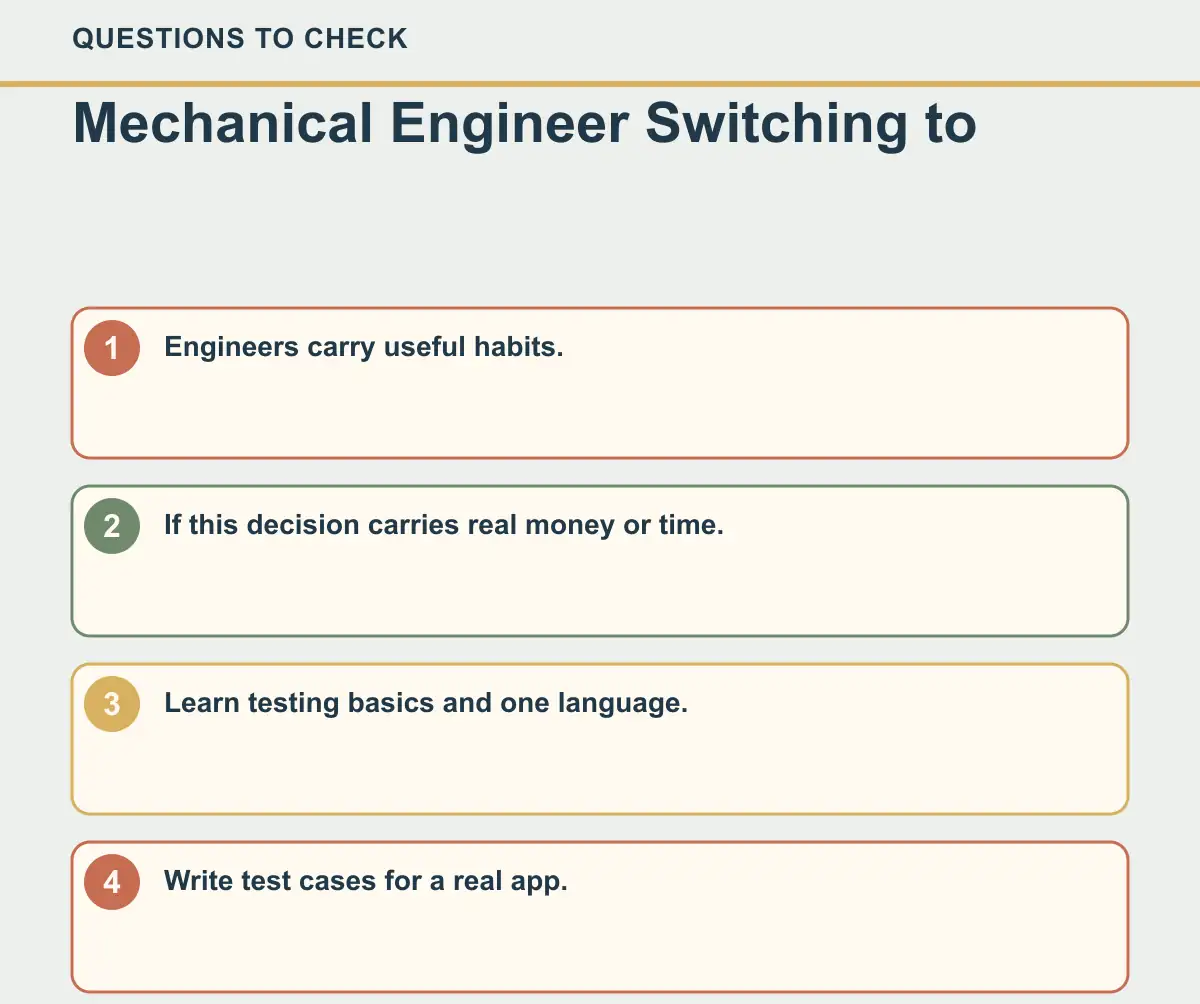 QUESTIONS TO CHECK
Mechanical Engineer Switching to
1 Engineers carry useful habits.
2 If this decision carries real money or time.
3 Learn testing basics and one language.
4 Write test cases for a real app.